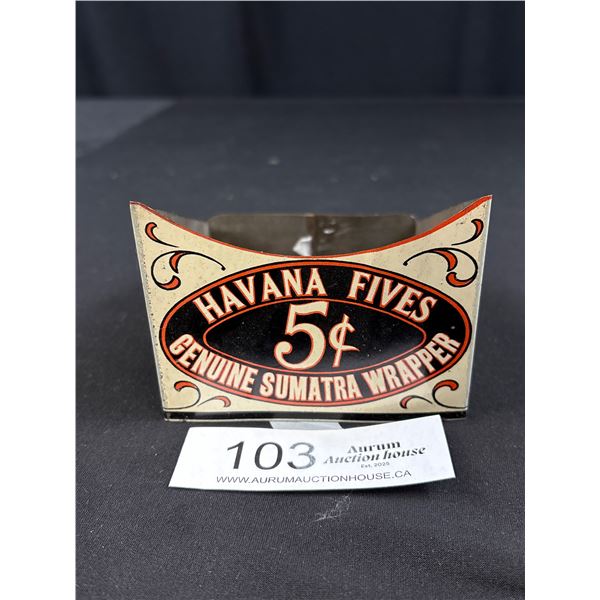 HAVANA FIVES
5¢
GENUINE SUMATRA WRAPPER
103
Aurum
Auction house
Est. 2025
WWW.AURUMAUCTIONHOUSE.CA